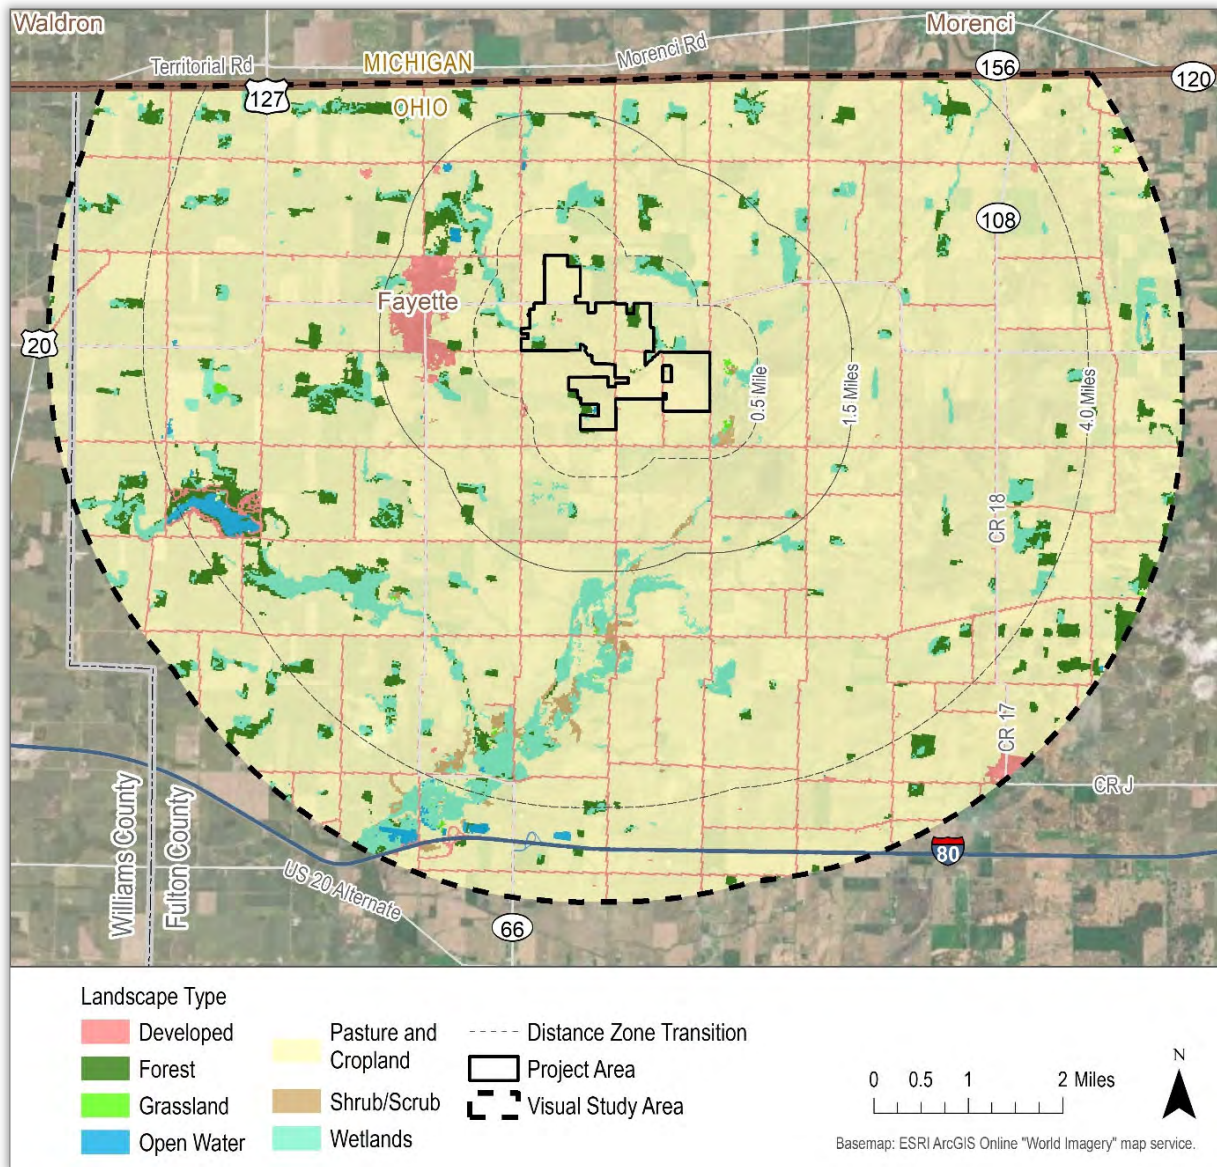 Waldron
Morenci
Territorial Rd
MICHIGAN
Morenci Rd
156
120
127
OHIO
108
Fayette
20
0.5 Mile
1.5 Miles
4.0 Miles
CR 18
CR 17
CR J
Williams County
Fulton County
US 20 Alternate
80
66
Landscape Type
Developed
Forest
Grassland
Open Water
Pasture and
Cropland
Shrub/Scrub
Wetlands
Distance Zone Transition
Project Area
Visual Study Area
0 0.5 1 2 Miles
N
Basemap: ESRI ArcGIS Online "World Imagery" map service.